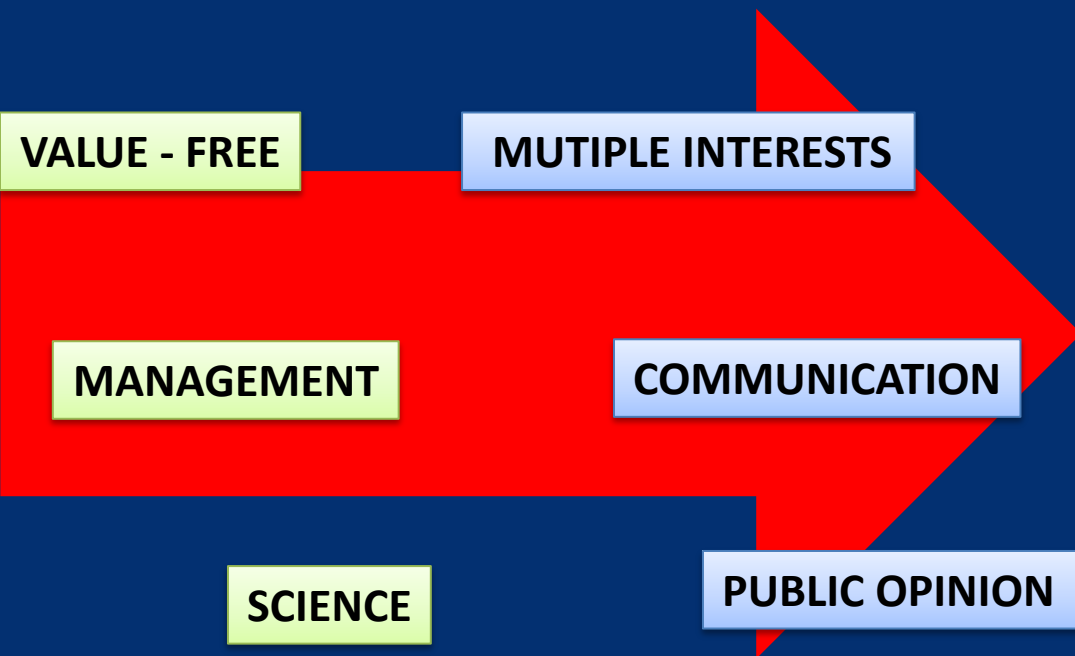 VALUE - FREE
MUTIPLE INTERESTS
MANAGEMENT
COMMUNICATION
SCIENCE
PUBLIC OPINION